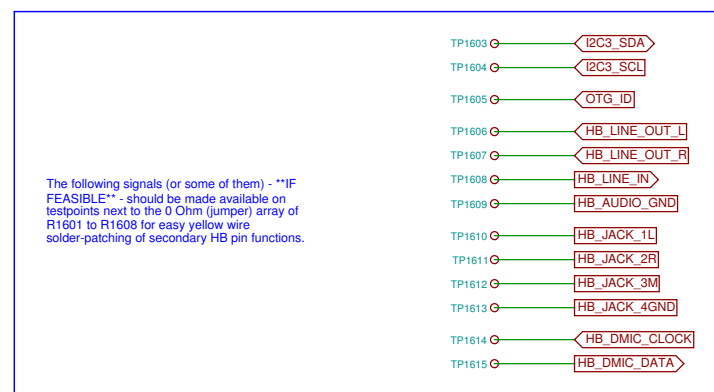 TP1603 I2C3_SDA
TP1604 I2C3_SCL
TP1605 OTG_ID
TP1606 HB_LINE_OUT_L
TP1607 HB_LINE_OUT_R
TP1608 HB_LINE_IN
TP1609 HB_AUDIO_GND
TP1610 HB_JACK_1L
TP1611 HB_JACK_2R
TP1612 HB_JACK_3M
TP1613 HB_JACK_4GND
TP1614 HB_DMIC_CLOCK
TP1615 HB_DMIC_DATA
The following signals (or some of them) - **IF
FEASIBLE** - should be made available on
testpoints next to the 0 Ohm (jumper) array of
R1601 to R1608 for easy yellow wire
solder-patching of secondary HB pin functions.